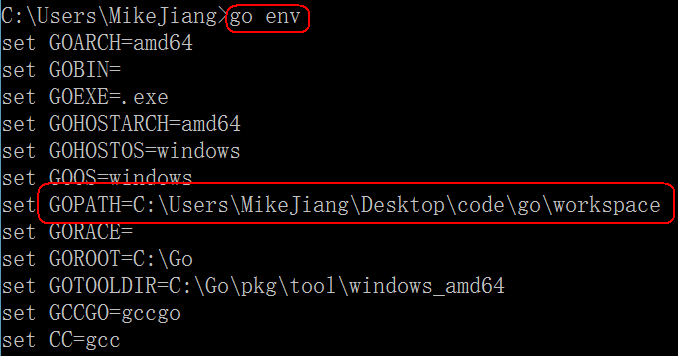 C:\Users\MikeJiang>go env
set GOARCH=amd64
set GOBIN=
set GOEXE=.exe
set GOHOSTARCH=amd64
set GOHOSTOS=windows
set GOOS=windows
set GOPATH=C:\Users\MikeJiang\Desktop\code\go\workspace
set GORACE=
set GOROOT=C:\Go
set GOTOOLDIR=C:\Go\pkg\tool\windows_amd64
set GCCGO=gccgo
set CC=gcc